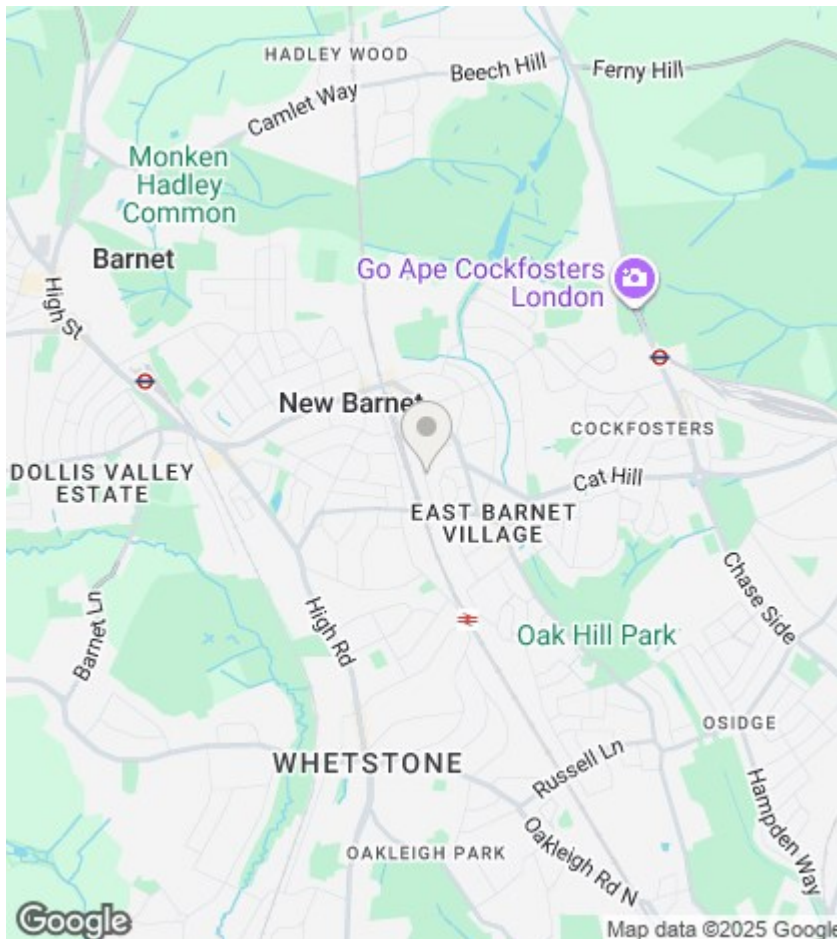 HADLEY WOOD
Beech Hill
Ferny Hill
Camlet Way
Monken
Hadley
Common
Barnet
Go Ape Cockfosters
London
High St
New Barnet
COCKFOSTERS
DOLLIS VALLEY
ESTATE
Cat Hill
EAST BARNET
VILLAGE
Chase Side
High Rd
Barnet Ln
Oak Hill Park
OSIDGE
WHETSTONE
Russell Ln
Hampden Way
Oakleigh Rd N
OAKLEIGH PARK
Google
Map data ©2025 Google